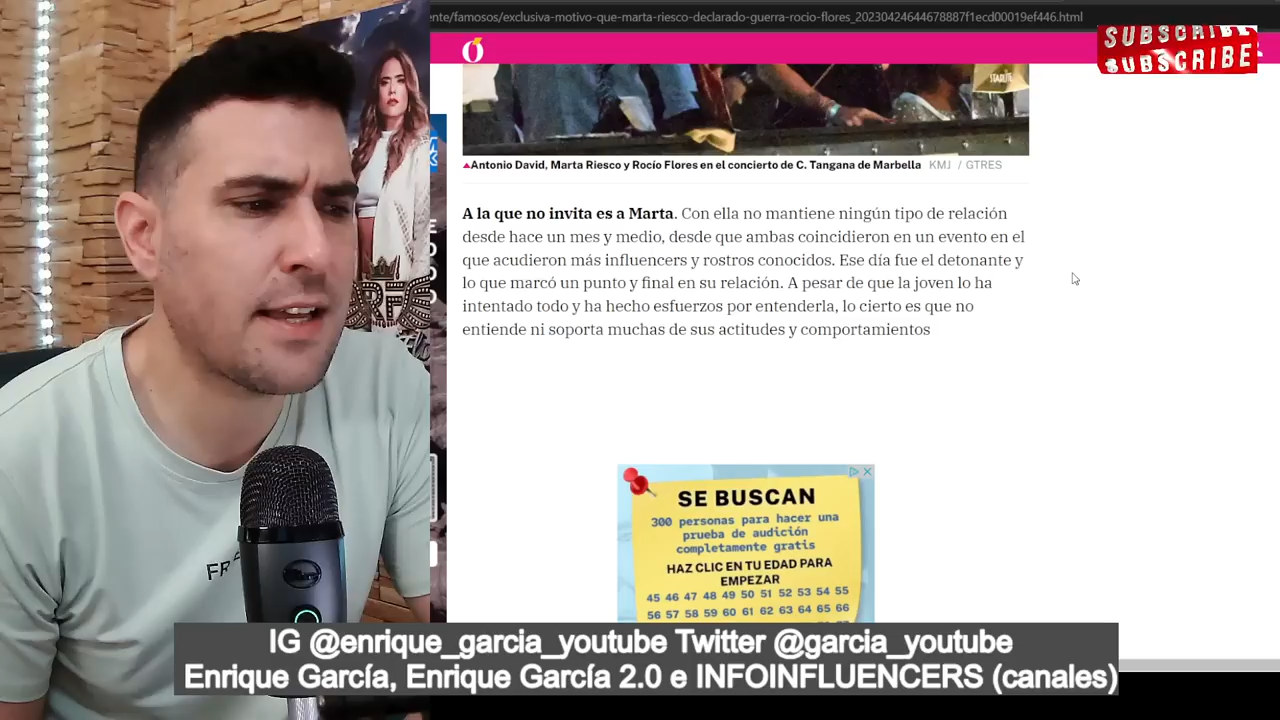 ente/famosos/exclusiva-motivo-que-marta-riesco-declarado-guerra-rocio-flores_20230424644678887f1ecd00019ef446.html
SUBSCRIBE
SUBSCRIBE
STARLITE
Antonio David, Marta Riesco y Rocío Flores en el concierto de C. Tangana de Marbella KMJ / GTRES
A la que no invita es a Marta. Con ella no mantiene ningún tipo de relación
desde hace un mes y medio, desde que ambas coincidieron en un evento en el
que acudieron más influencers y rostros conocidos. Ese día fue el detonante y
lo que marcó un punto y final en su relación. A pesar de que la joven lo ha
intentado todo y ha hecho esfuerzos por entenderla, lo cierto es que no
entiende ni soporta muchas de sus actitudes y comportamientos
SE BUSCAN
300 personas para hacer una
prueba de audición
completamente gratis
HAZ CLIC EN TU EDAD PARA
EMPEZAR
45 46 47 48 49 50 51 52 53 54 55
56 57 58 59 60 61 62 63 64 65 66
IG @enrique_garcia_youtube Twitter @garcia_youtube
Enrique García, Enrique García 2.0 e INFOINFLUENCERS (canales)